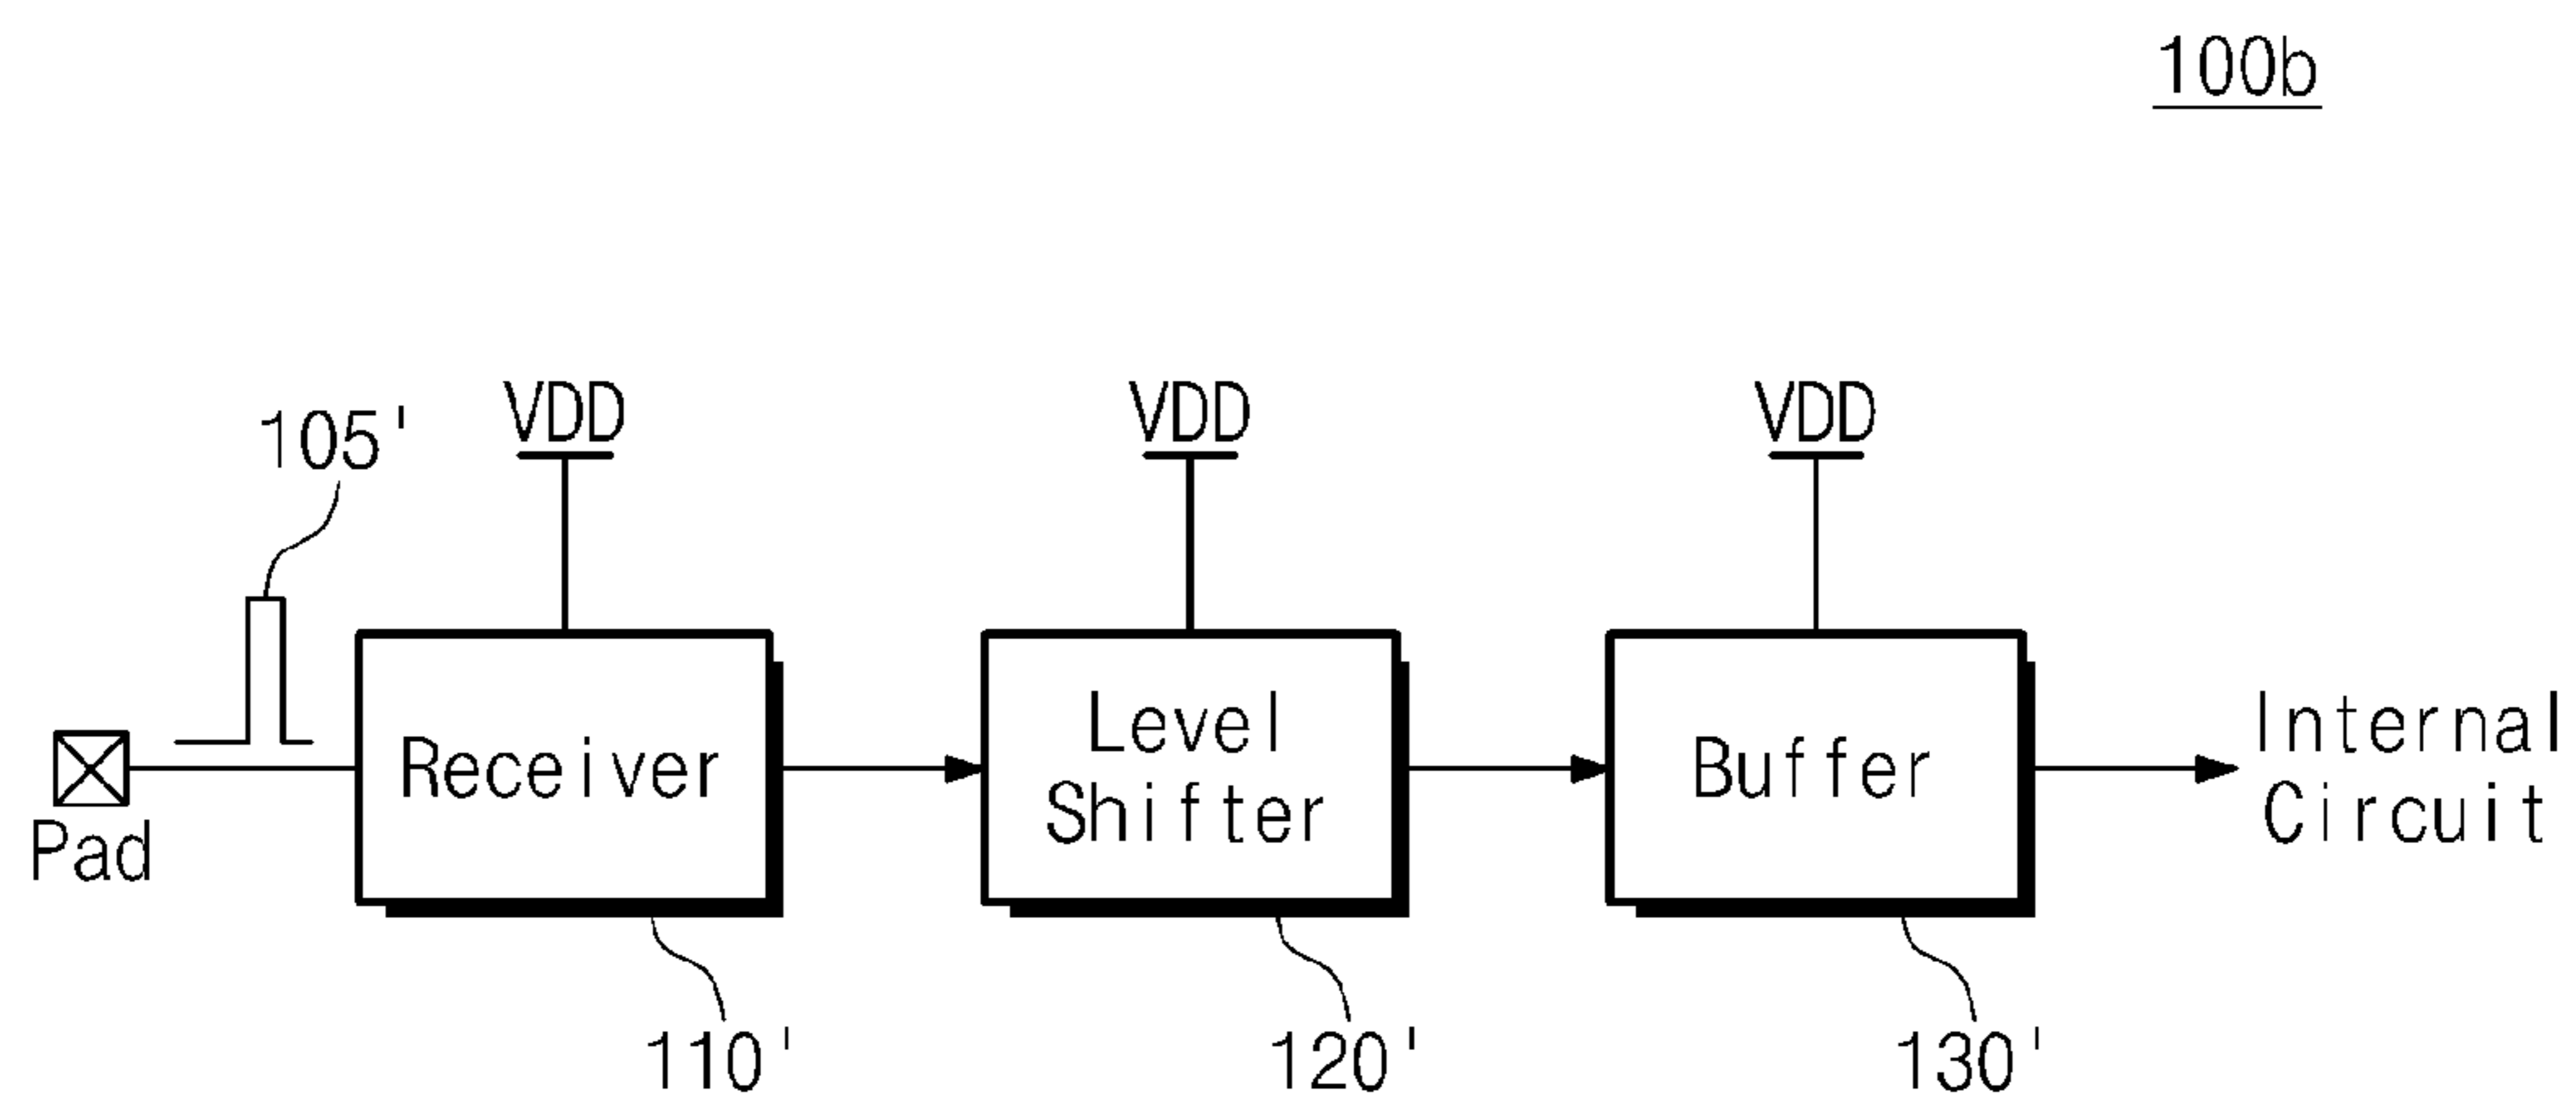 100b
105'
VDD
VDD
VDD
Pad
Receiver
Level
Shifter
Buffer
Internal
Circuit
110'
120'
130'